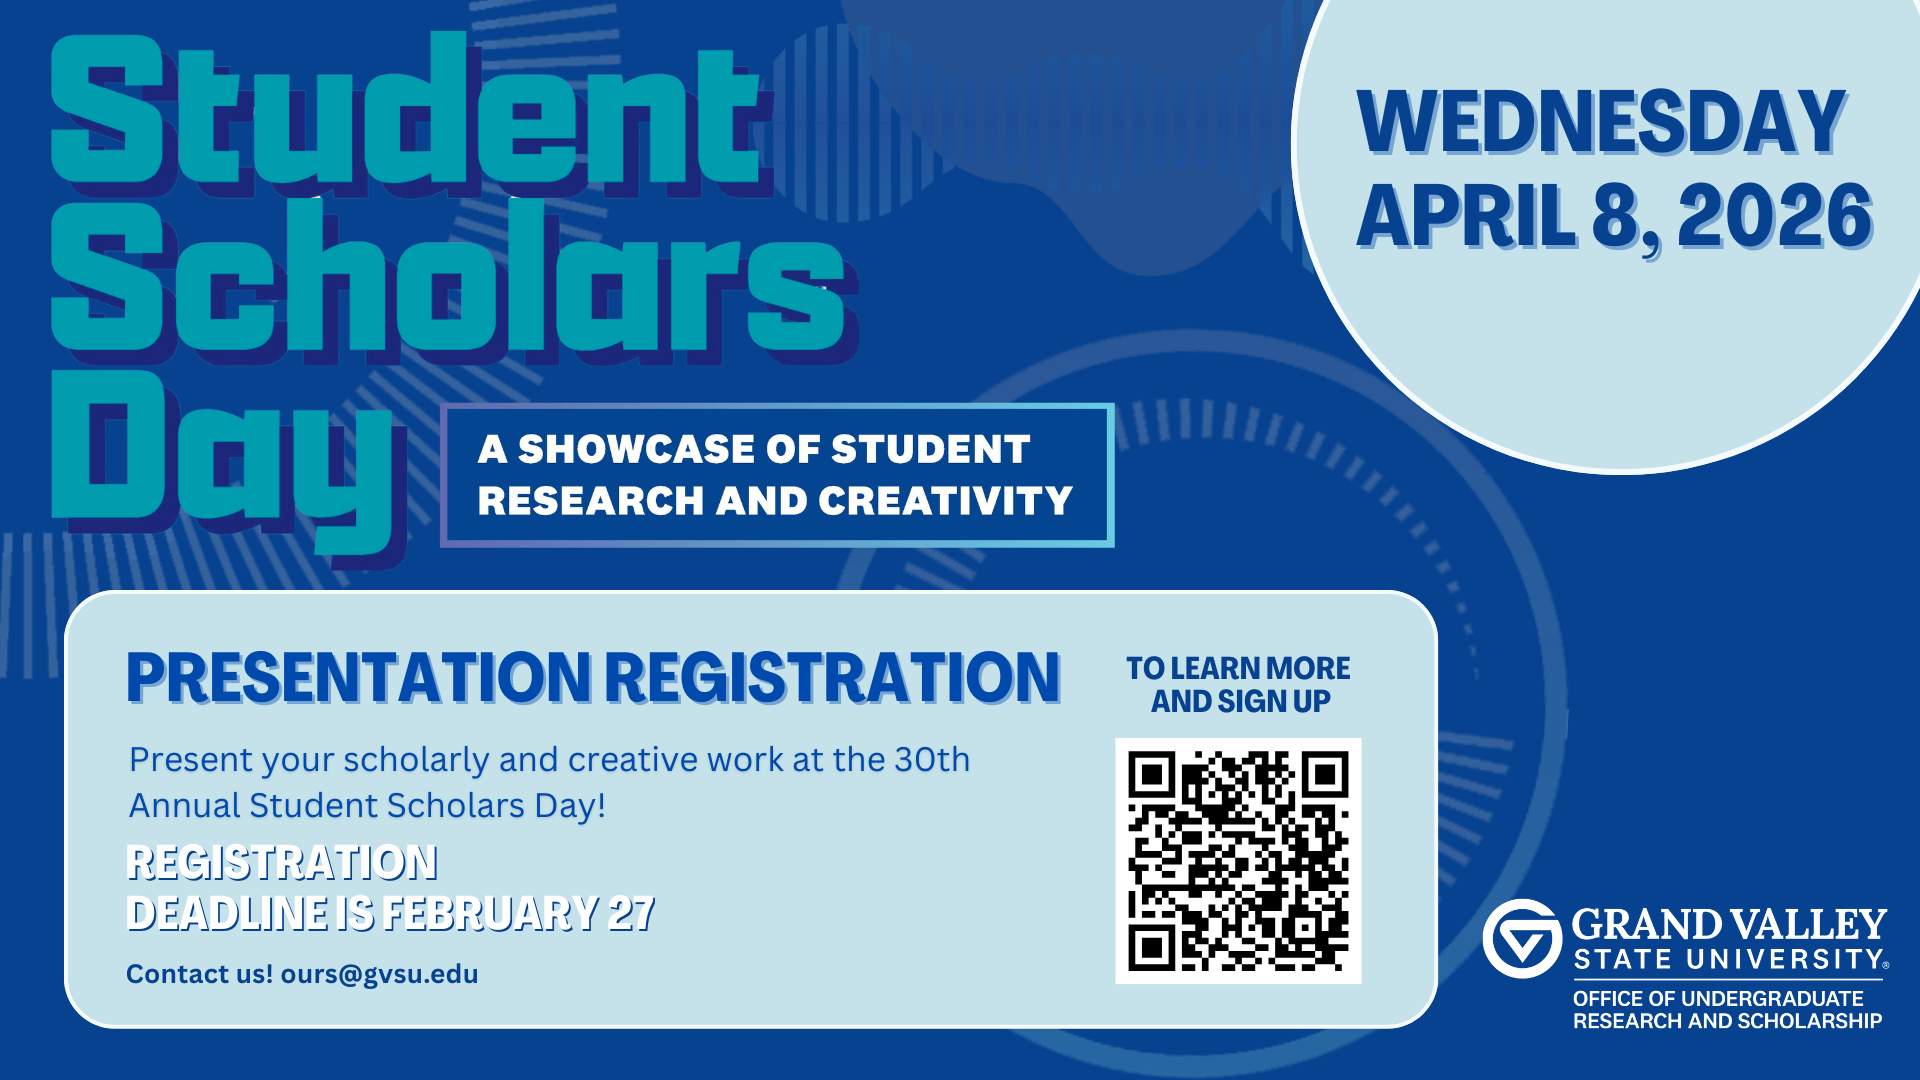 Student
Scholars
Day
A SHOWCASE OF STUDENT
RESEARCH AND CREATIVITY
WEDNESDAY
APRIL 8, 2026
PRESENTATION REGISTRATION
Present your scholarly and creative work at the 30th
Annual Student Scholars Day!
REGISTRATION
DEADLINE IS FEBRUARY 27
Contact us! ours@gvsu.edu
TO LEARN MORE
AND SIGN UP
GRAND VALLEY
STATE UNIVERSITY®
OFFICE OF UNDERGRADUATE
RESEARCH AND SCHOLARSHIP